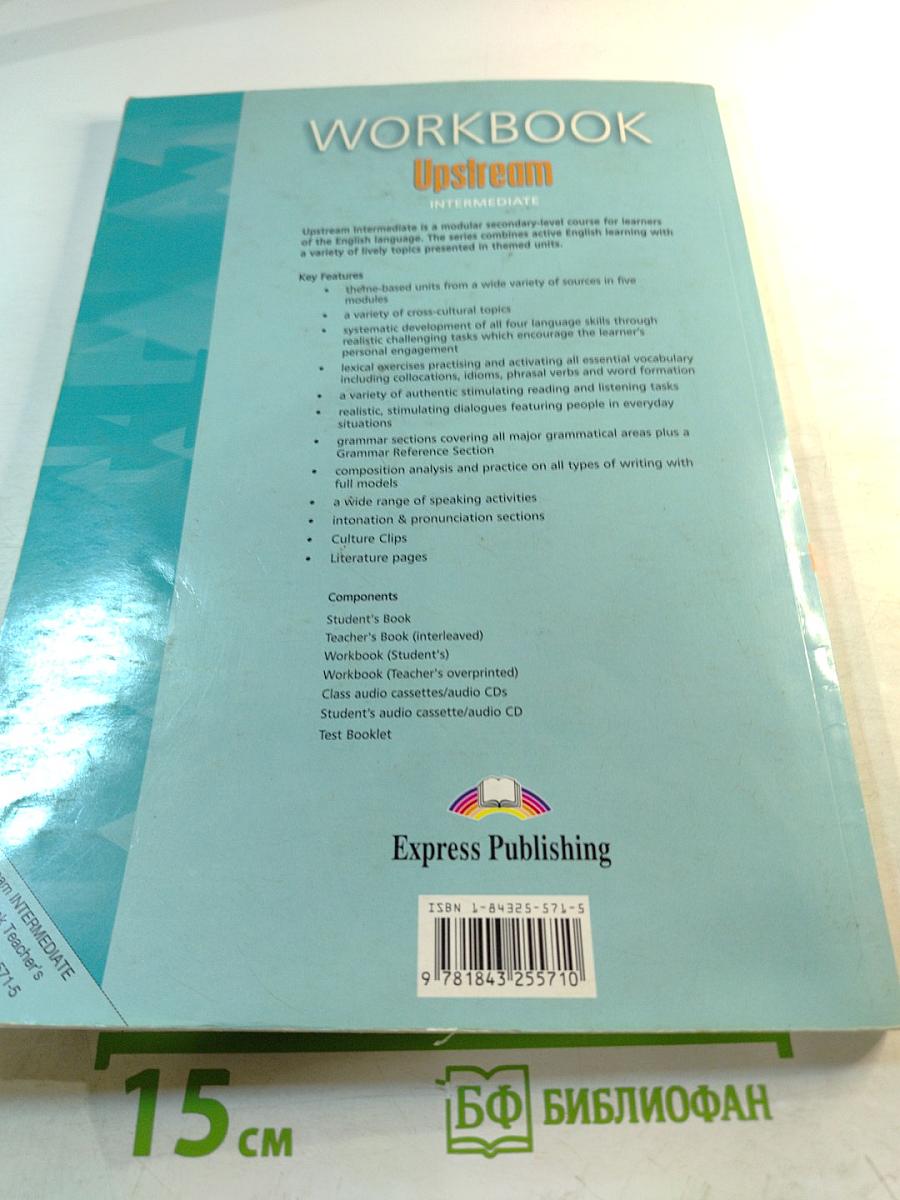 WORKBOOK
Upstream
INTERMEDIATE
Upstream Intermediate is a modular secondary-level course for learners
of the English language. The series combines active English learning with
a variety of lively topics presented in themed units.
Key Features
• theme-based units from a wide variety of sources in five
modules
• a variety of cross-cultural topics
• systematic development of all four language skills through
realistic challenging tasks which encourage the learner's
personal engagement
• lexical exercises practising and activating all essential vocabulary
including collocations, idioms, phrasal verbs and word formation
• a variety of authentic stimulating reading and listening tasks
• realistic, stimulating dialogues featuring people in everyday
situations
• grammar sections covering all major grammatical areas plus a
Grammar Reference Section
• composition analysis and practice on all types of writing with
full models
• a wide range of speaking activities
• intonation & pronunciation sections
• Culture Clips
• Literature pages
Components
Student's Book
Teacher's Book (interleaved)
Workbook (Student's)
Workbook (Teacher's overprinted)
Class audio cassettes/audio CDs
Student's audio cassette/audio CD
Test Booklet
Express Publishing
ISBN 1-84325-571-5
9 781843 255710
am INTERMEDIATE
k Teacher's
571-5
15 см
БФ БИБЛИОФАН